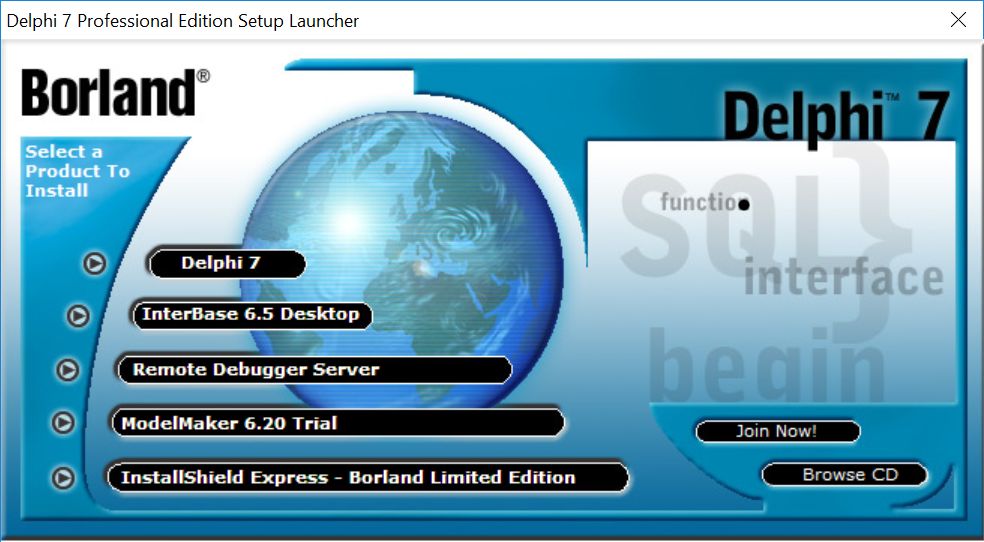 Delphi 7 Professional Edition Setup Launcher
Borland®
Delphi™ 7
Select a
Product To
Install
SQL}
functio
interface
begin
Delphi 7
InterBase 6.5 Desktop
Remote Debugger Server
ModelMaker 6.20 Trial
InstallShield Express - Borland Limited Edition
Join Now!
Browse CD